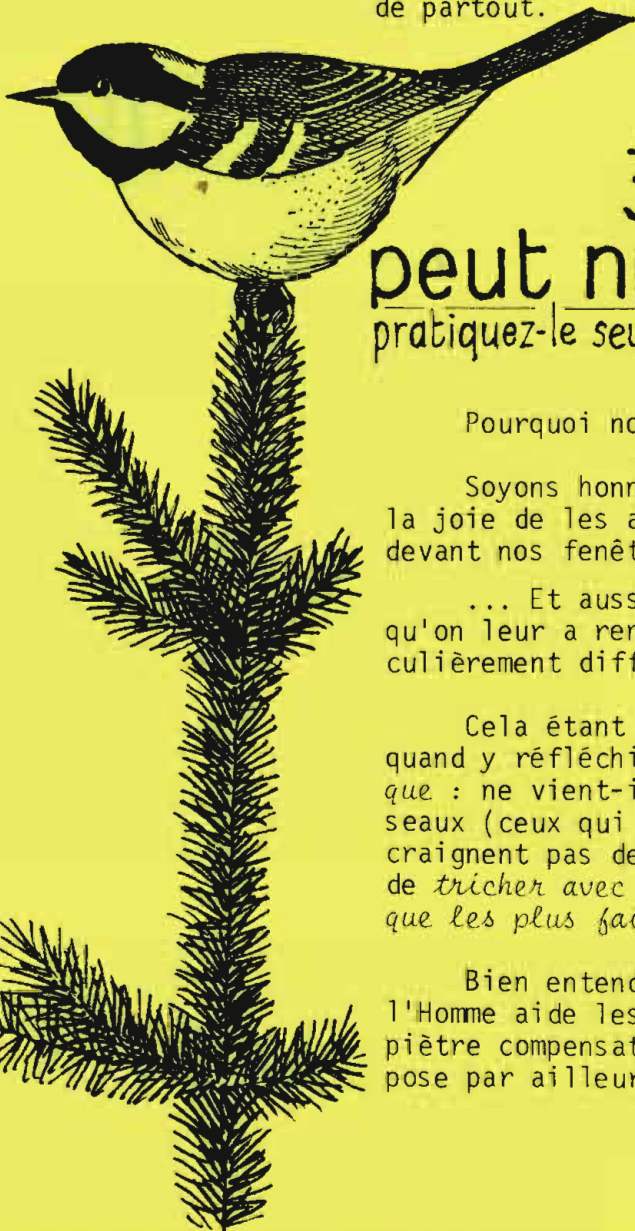 de partout.
peut n
pratiquez-le seu
Pourquoi no
Soyons honn
la joie de les a
devant nos fenêt
... Et auss
qu'on leur a ren
culièrement diff
Cela étant
quand y réfléchi
que : ne vient-i
seaux (ceux qui
craignent pas de
de tricher avec
que les plus fai
Bien entend
l'Homme aide les
piètre compensat
pose par ailleur